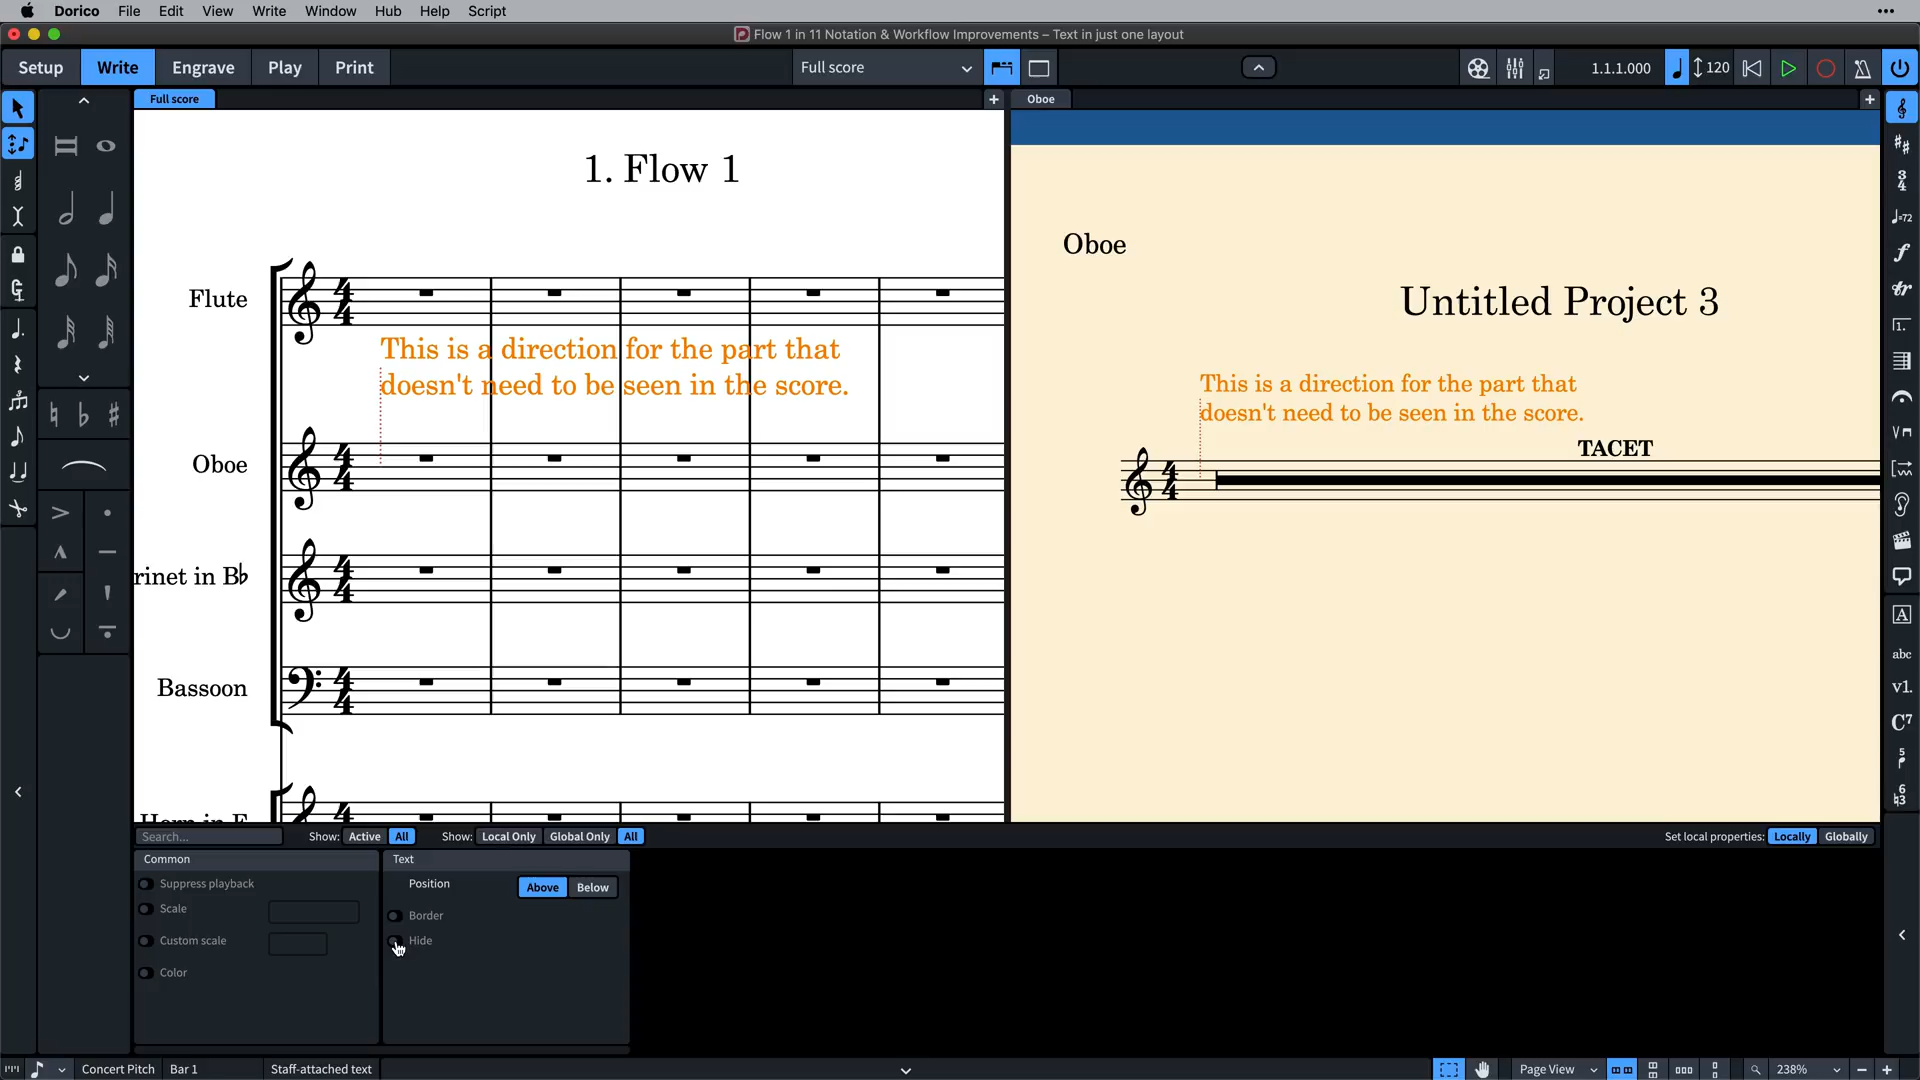 Dorico File Edit View Write Window Hub Help Script
Flow 1 in 11 Notation & Workflow Improvements – Text in just one layout
Setup Write Engrave Play Print
Full score
1.1.1.000
120
Full score
Oboe
1. Flow 1
Flute
This is a direction for the part that
doesn't need to be seen in the score.
Oboe
rinet in B♭
Bassoon
Horn in F
Oboe
Untitled Project 3
This is a direction for the part that
doesn't need to be seen in the score.
TACET
=72
abc
v1.
C7
A
Search...
Show: Active All
Show: Local Only Global Only All
Set local properties: Locally Globally
Common
Suppress playback
Scale
Custom scale
Color
Text
Position Above Below
Border
Hide
Concert Pitch Bar 1 Staff-attached text
Page View 238%